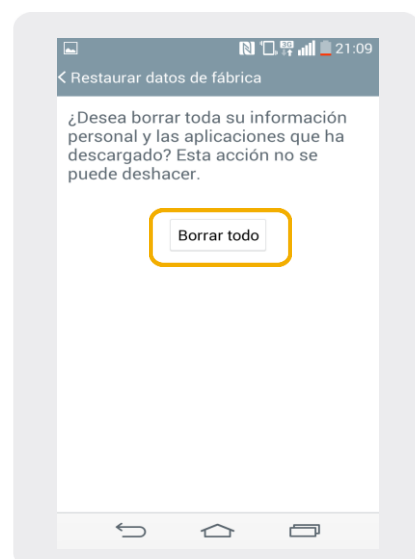 3G 21:09
< Restaurar datos de fábrica
¿Desea borrar toda su información
personal y las aplicaciones que ha
descargado? Esta acción no se
puede deshacer.
Borrar todo